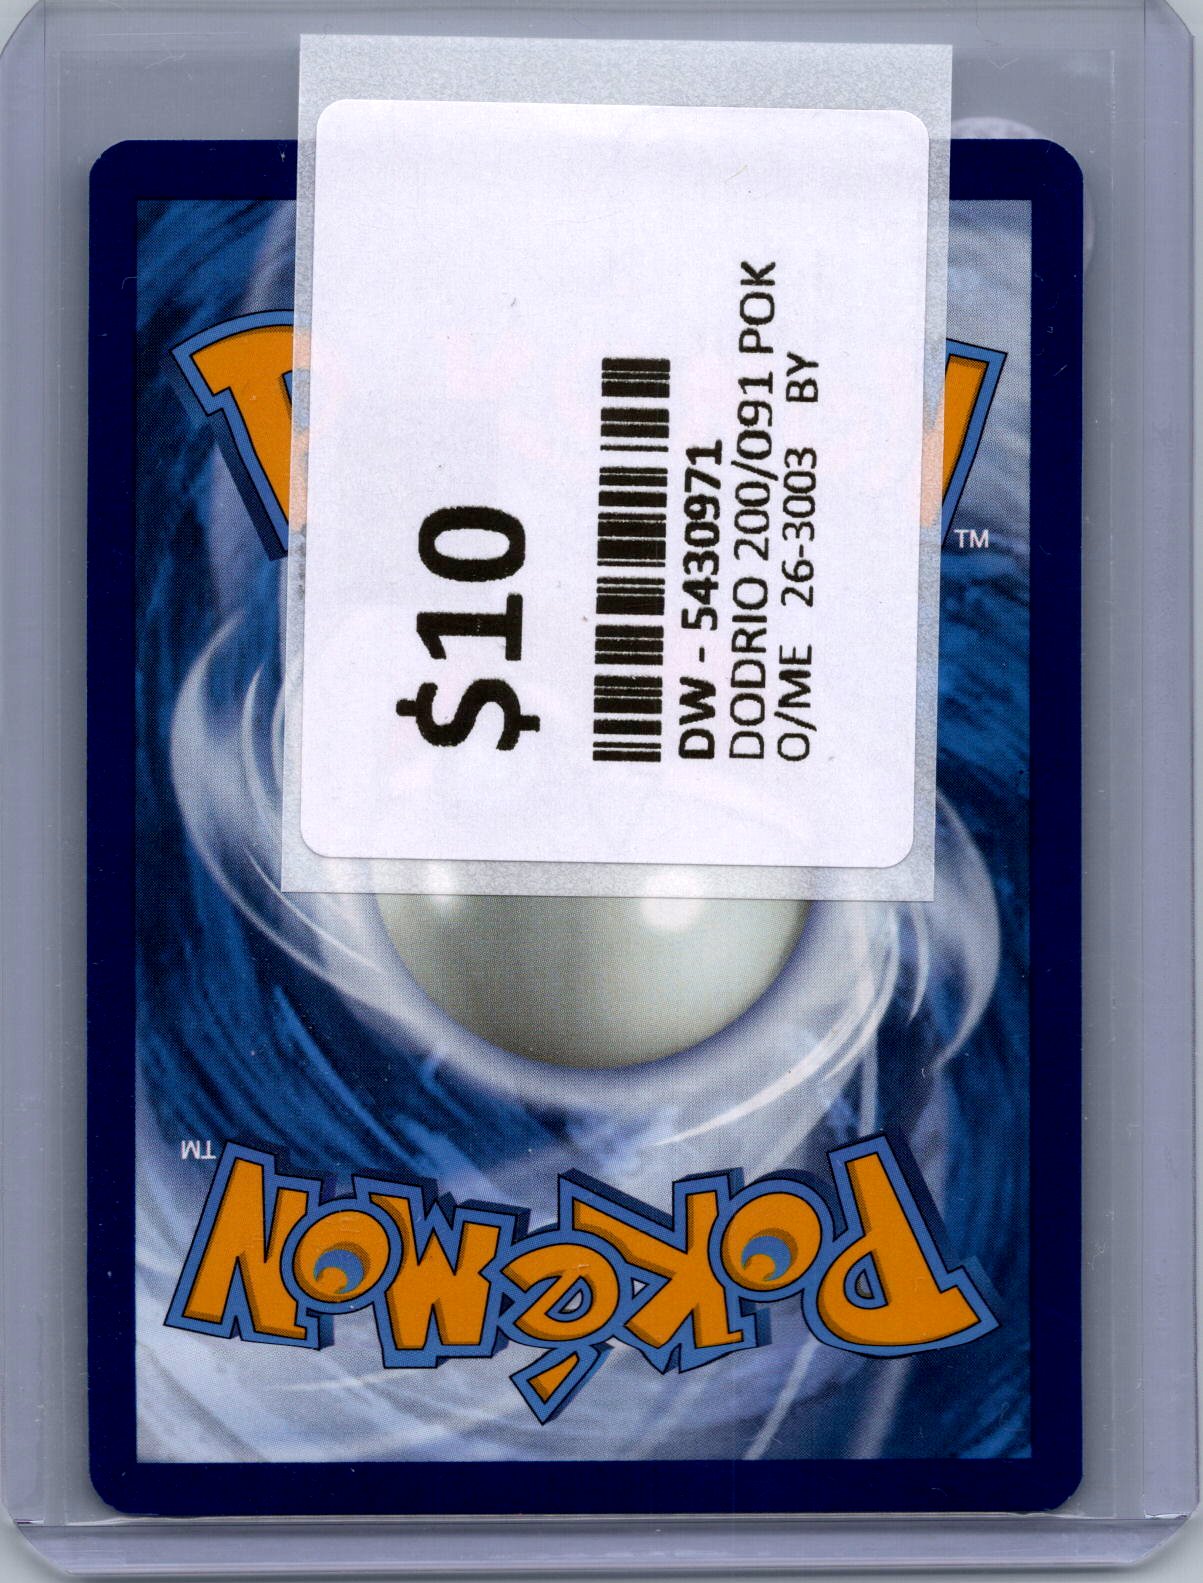 $10
DW - 5430971
DODRIO 200/091 POK
O/ME 26-3003 BY
TM
TM
POKéMON